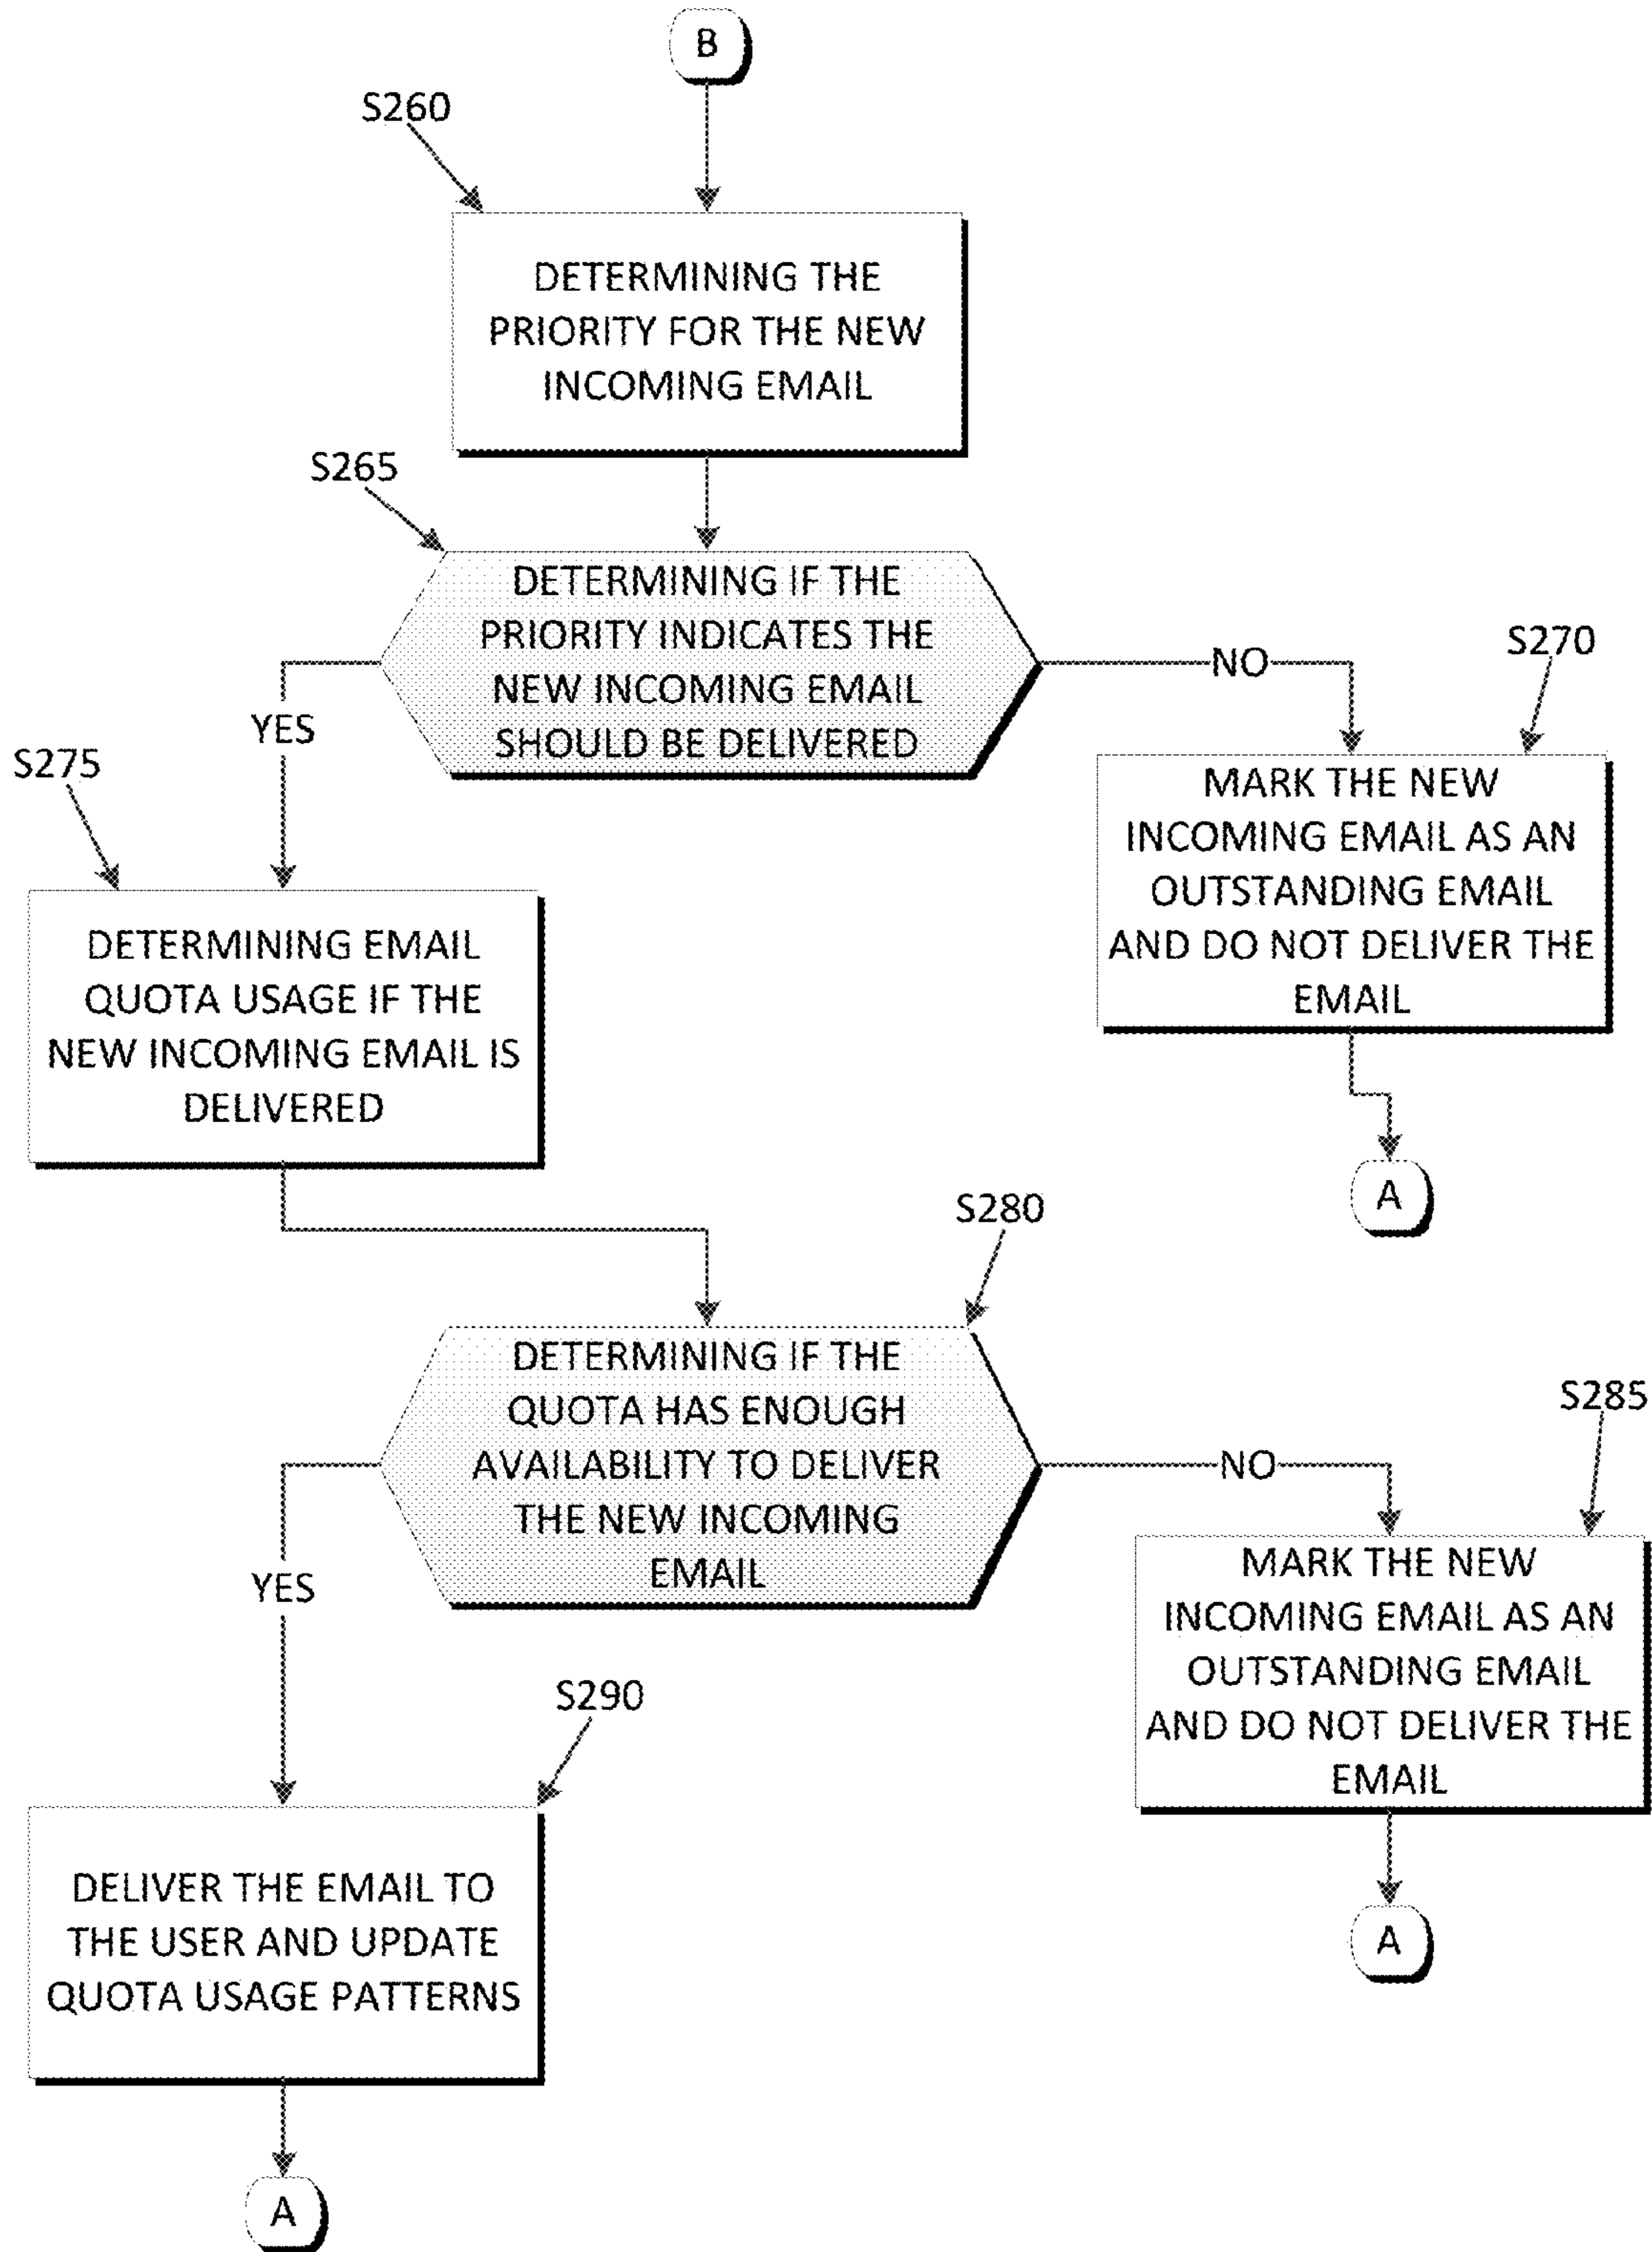 B
S260
DETERMINING THE
PRIORITY FOR THE NEW
INCOMING EMAIL
S265
DETERMINING IF THE
PRIORITY INDICATES THE
NEW INCOMING EMAIL
SHOULD BE DELIVERED
NO
S270
MARK THE NEW
INCOMING EMAIL AS AN
OUTSTANDING EMAIL
AND DO NOT DELIVER THE
EMAIL
A
YES
S275
DETERMINING EMAIL
QUOTA USAGE IF THE
NEW INCOMING EMAIL IS
DELIVERED
S280
DETERMINING IF THE
QUOTA HAS ENOUGH
AVAILABILITY TO DELIVER
THE NEW INCOMING
EMAIL
NO
S285
MARK THE NEW
INCOMING EMAIL AS AN
OUTSTANDING EMAIL
AND DO NOT DELIVER THE
EMAIL
A
YES
S290
DELIVER THE EMAIL TO
THE USER AND UPDATE
QUOTA USAGE PATTERNS
A